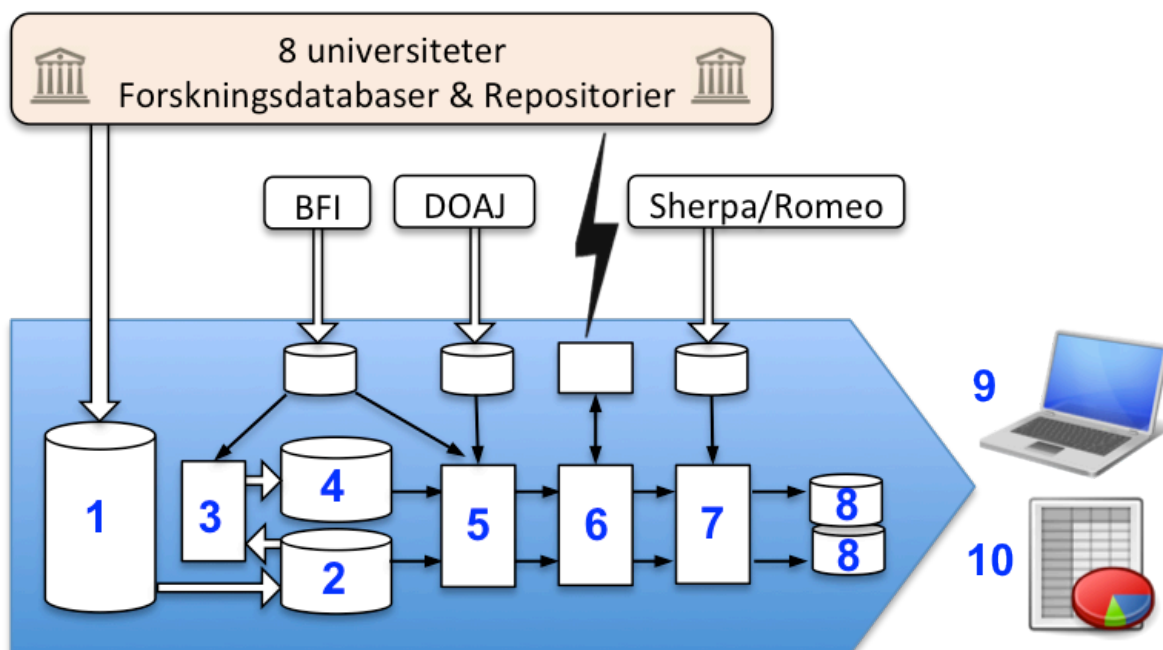 8 universiteter
Forskningsdatabaser & Repositorier
BFI
DOAJ
Sherpa/Romeo
1
2
3
4
5
6
7
8
8
9
10